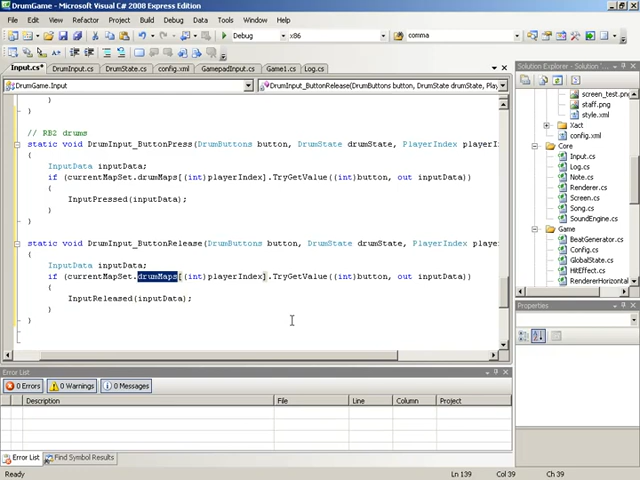 DrumGame - Microsoft Visual C# 2008 Express Edition
File Edit View Refactor Project Build Debug Data Tools Window Help
Debug x86 comma
Input.cs* DrumInput.cs DrumState.cs config.xml GamepadInput.cs Game1.cs Log.cs
DrumGame.Input DrumInput_ButtonRelease(DrumButtons button, DrumState drumState, Play
}
}
// RB2 drums
static void DrumInput_ButtonPress(DrumButtons button, DrumState drumState, PlayerIndex playerI
{
InputData inputData;
if (currentMapSet.drumMaps[(int)playerIndex].TryGetValue((int)button, out inputData))
{
InputPressed(inputData);
}
}
static void DrumInput_ButtonRelease(DrumButtons button, DrumState drumState, PlayerIndex playe
{
InputData inputData;
if (currentMapSet.drumMaps[(int)playerIndex].TryGetValue((int)button, out inputData))
{
InputReleased(inputData);
}
}
Solution Explorer - Solution ...
screen_test.png
staff.png
style.xml
Xact
config.xml
Core
Input.cs
Log.cs
Note.cs
Renderer.cs
Screen.cs
Song.cs
SoundEngine.cs
Game
BeatGenerator.cs
Config.cs
GlobalState.cs
HitEffect.cs
RendererHorizontal
Properties
Error List
0 Errors 0 Warnings 0 Messages
Description File Line Column Project
Error List Find Symbol Results
Ready Ln 139 Col 39 Ch 39